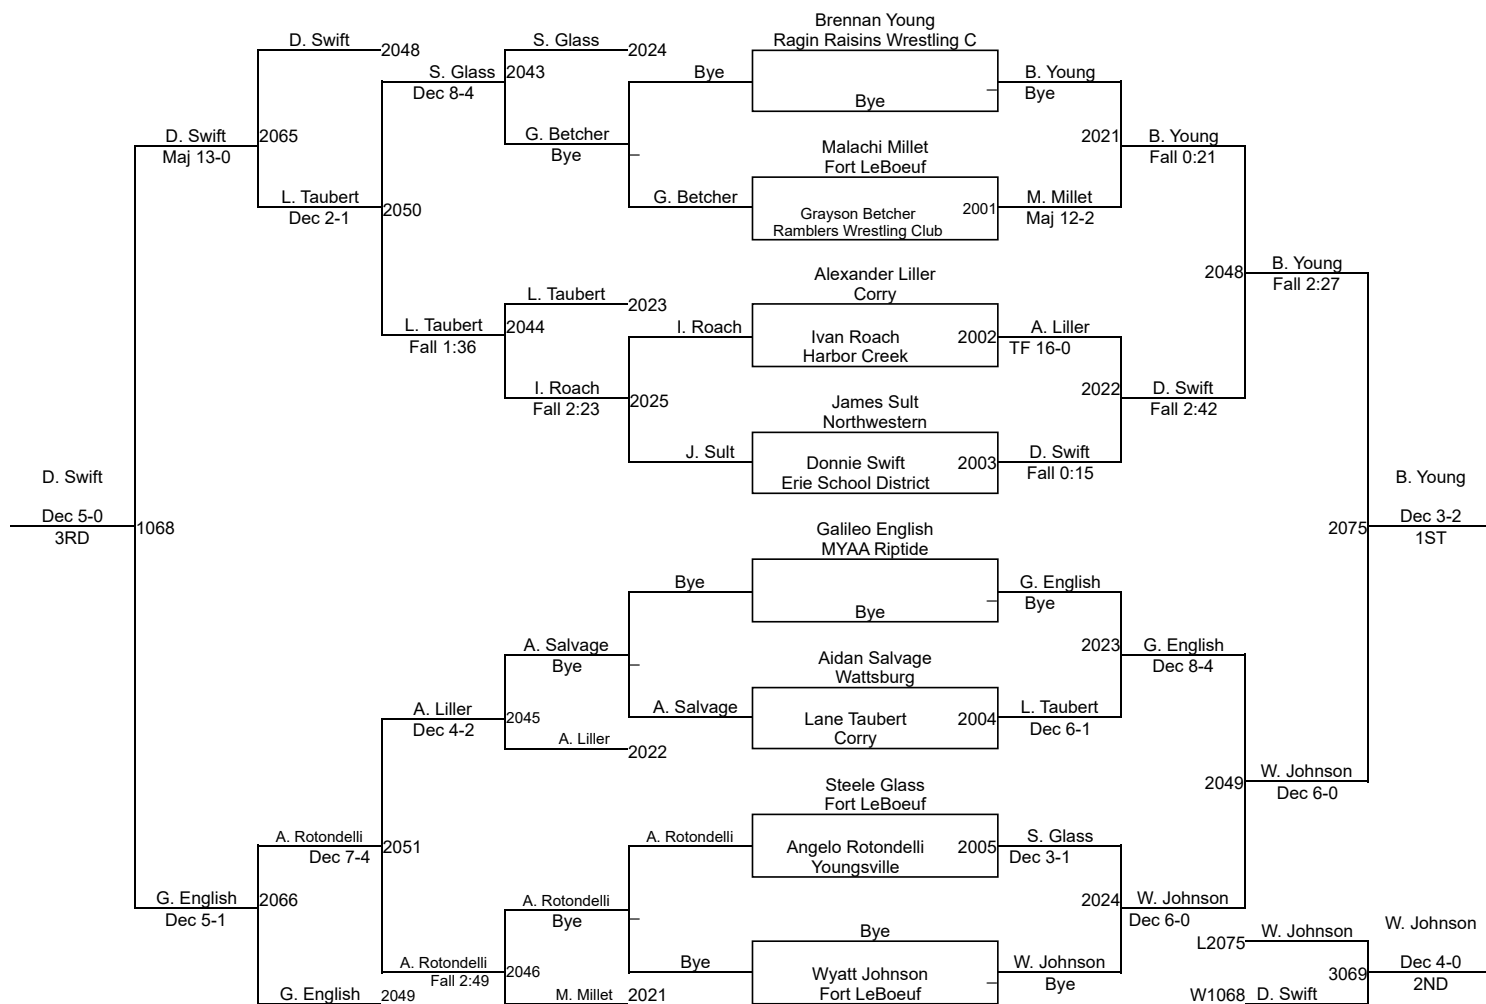 Brennan Young
Ragin Raisins Wrestling C
D. Swift
2048
S. Glass
2024
S. Glass
2043
Dec 8-4
Bye
Bye
B. Young
Bye
G. Betcher
Bye
D. Swift
Maj 13-0
2065
Malachi Millet
Fort LeBoeuf
2021
B. Young
Fall 0:21
L. Taubert
Dec 2-1
2050
G. Betcher
Grayson Betcher
Ramblers Wrestling Club
2001
M. Millet
Maj 12-2
Alexander Liller
Corry
2048
B. Young
Fall 2:27
L. Taubert
2023
L. Taubert
2044
Fall 1:36
I. Roach
Ivan Roach
Harbor Creek
2002
A. Liller
TF 16-0
I. Roach
Fall 2:23
2025
James Sult
Northwestern
2022
D. Swift
Fall 2:42
J. Sult
Donnie Swift
Erie School District
2003
D. Swift
Fall 0:15
D. Swift
Dec 5-0
3RD
1068
B. Young
2075
Dec 3-2
1ST
Galileo English
MYAA Riptide
Bye
Bye
G. English
Bye
A. Salvage
Bye
Aidan Salvage
Wattsburg
2023
G. English
Dec 8-4
A. Liller
Dec 4-2
2045
A. Salvage
Lane Taubert
Corry
2004
L. Taubert
Dec 6-1
A. Liller
2022
Steele Glass
Fort LeBoeuf
2049
W. Johnson
Dec 6-0
A. Rotondelli
Dec 7-4
2051
A. Rotondelli
Angelo Rotondelli
Youngsville
2005
S. Glass
Dec 3-1
G. English
Dec 5-1
2066
A. Rotondelli
Bye
2024
W. Johnson
Dec 6-0
Bye
W. Johnson
L2075
W. Johnson
A. Rotondelli
Fall 2:49
2046
Bye
Wyatt Johnson
Fort LeBoeuf
W. Johnson
Bye
3069
Dec 4-0
2ND
G. English
2049
M. Millet
2021
W1068
D. Swift